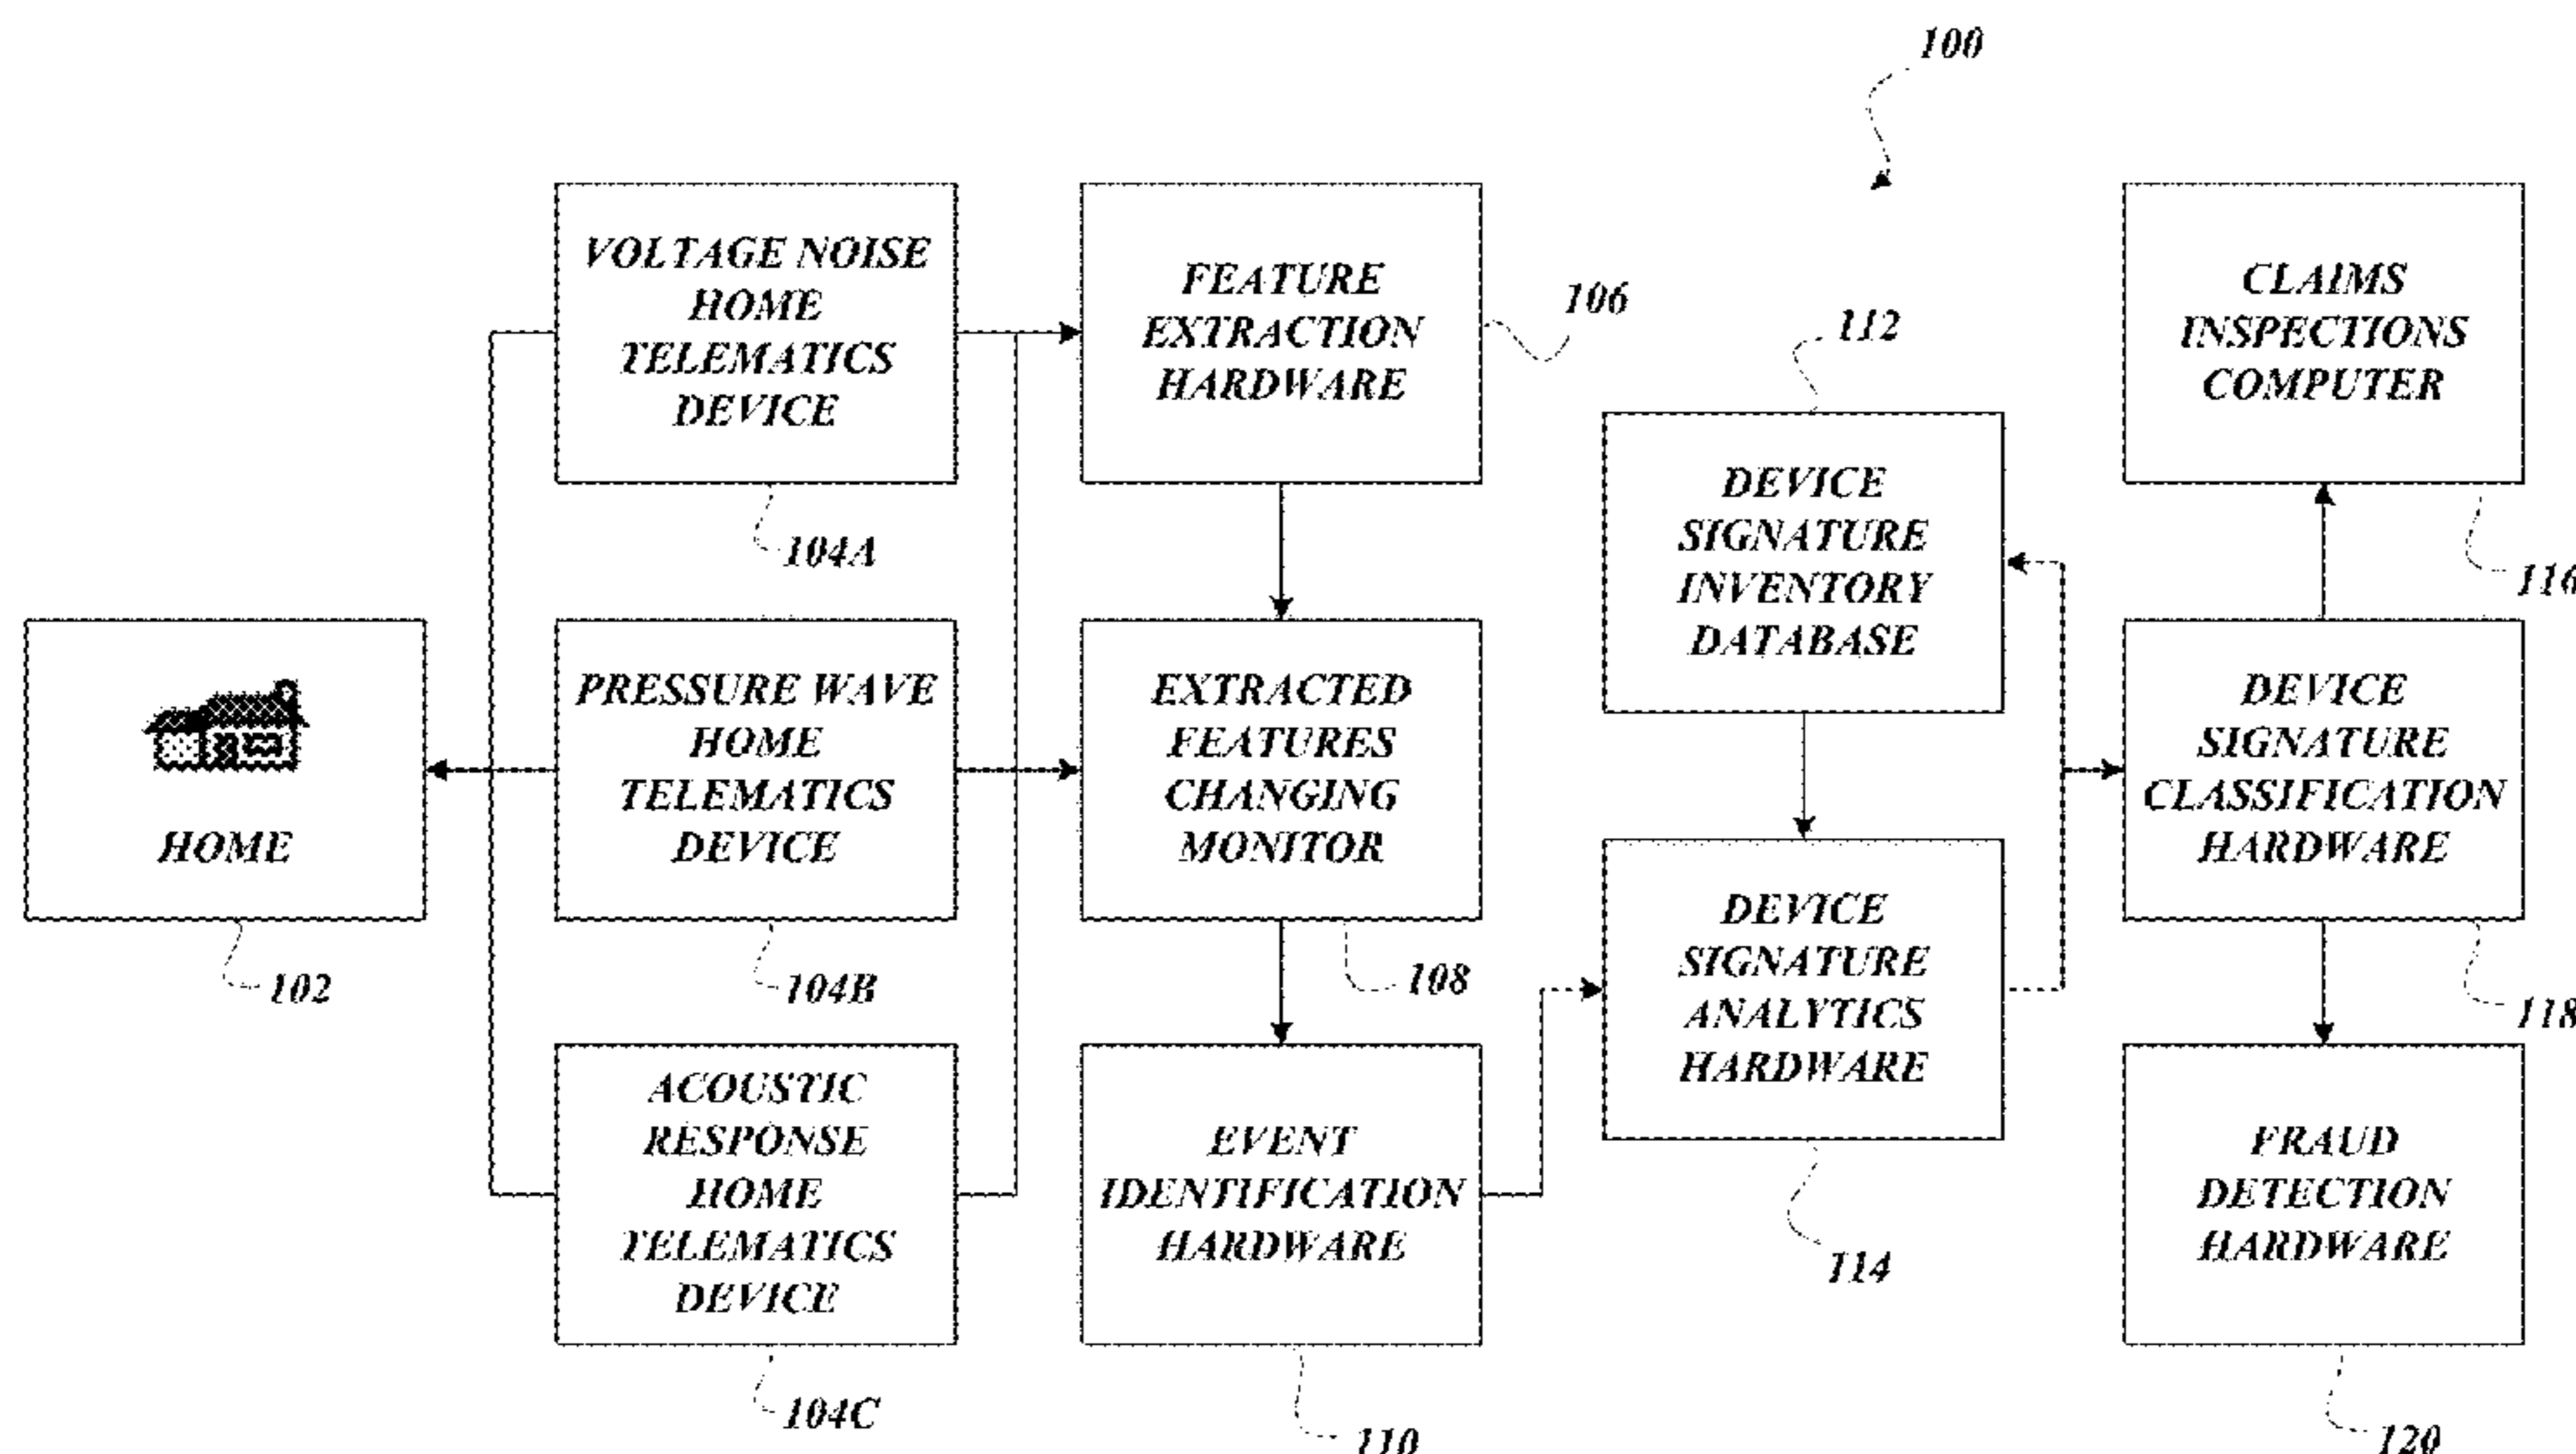 100
VOLTAGE NOISE
HOME
TELEMATICS
DEVICE
104A
FEATURE
EXTRACTION
HARDWARE
106
112
CLAIMS
INSPECTIONS
COMPUTER
116
HOME
102
PRESSURE WAVE
HOME
TELEMATICS
DEVICE
104B
EXTRACTED
FEATURES
CHANGING
MONITOR
108
DEVICE
SIGNATURE
INVENTORY
DATABASE
DEVICE
SIGNATURE
CLASSIFICATION
HARDWARE
118
ACOUSTIC
RESPONSE
HOME
TELEMATICS
DEVICE
104C
EVENT
IDENTIFICATION
HARDWARE
110
DEVICE
SIGNATURE
ANALYTICS
HARDWARE
114
FRAUD
DETECTION
HARDWARE
120